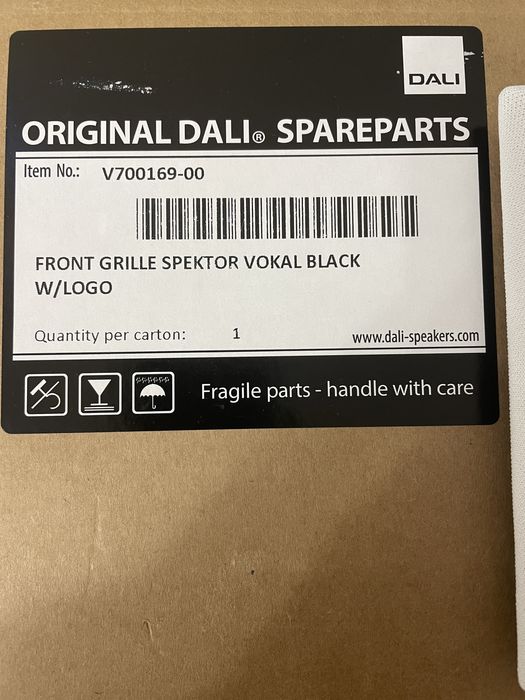 DALI
ORIGINAL DALI® SPAREPARTS
Item No.: V700169-00
FRONT GRILLE SPEKTOR VOKAL BLACK
W/LOGO
Quantity per carton: 1 www.dali-speakers.com
Fragile parts - handle with care